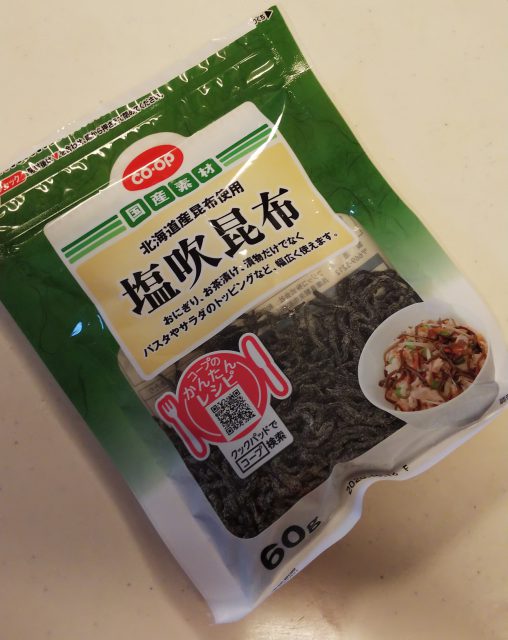 co·op
国産素材
北海道産昆布使用
塩吹昆布
おにぎり、お茶漬け、漬物だけでなく
パスタやサラダのトッピングなど、幅広く使えます。
コープの
かんたん
レシピ
クックパッドで
コープ 検索
60g